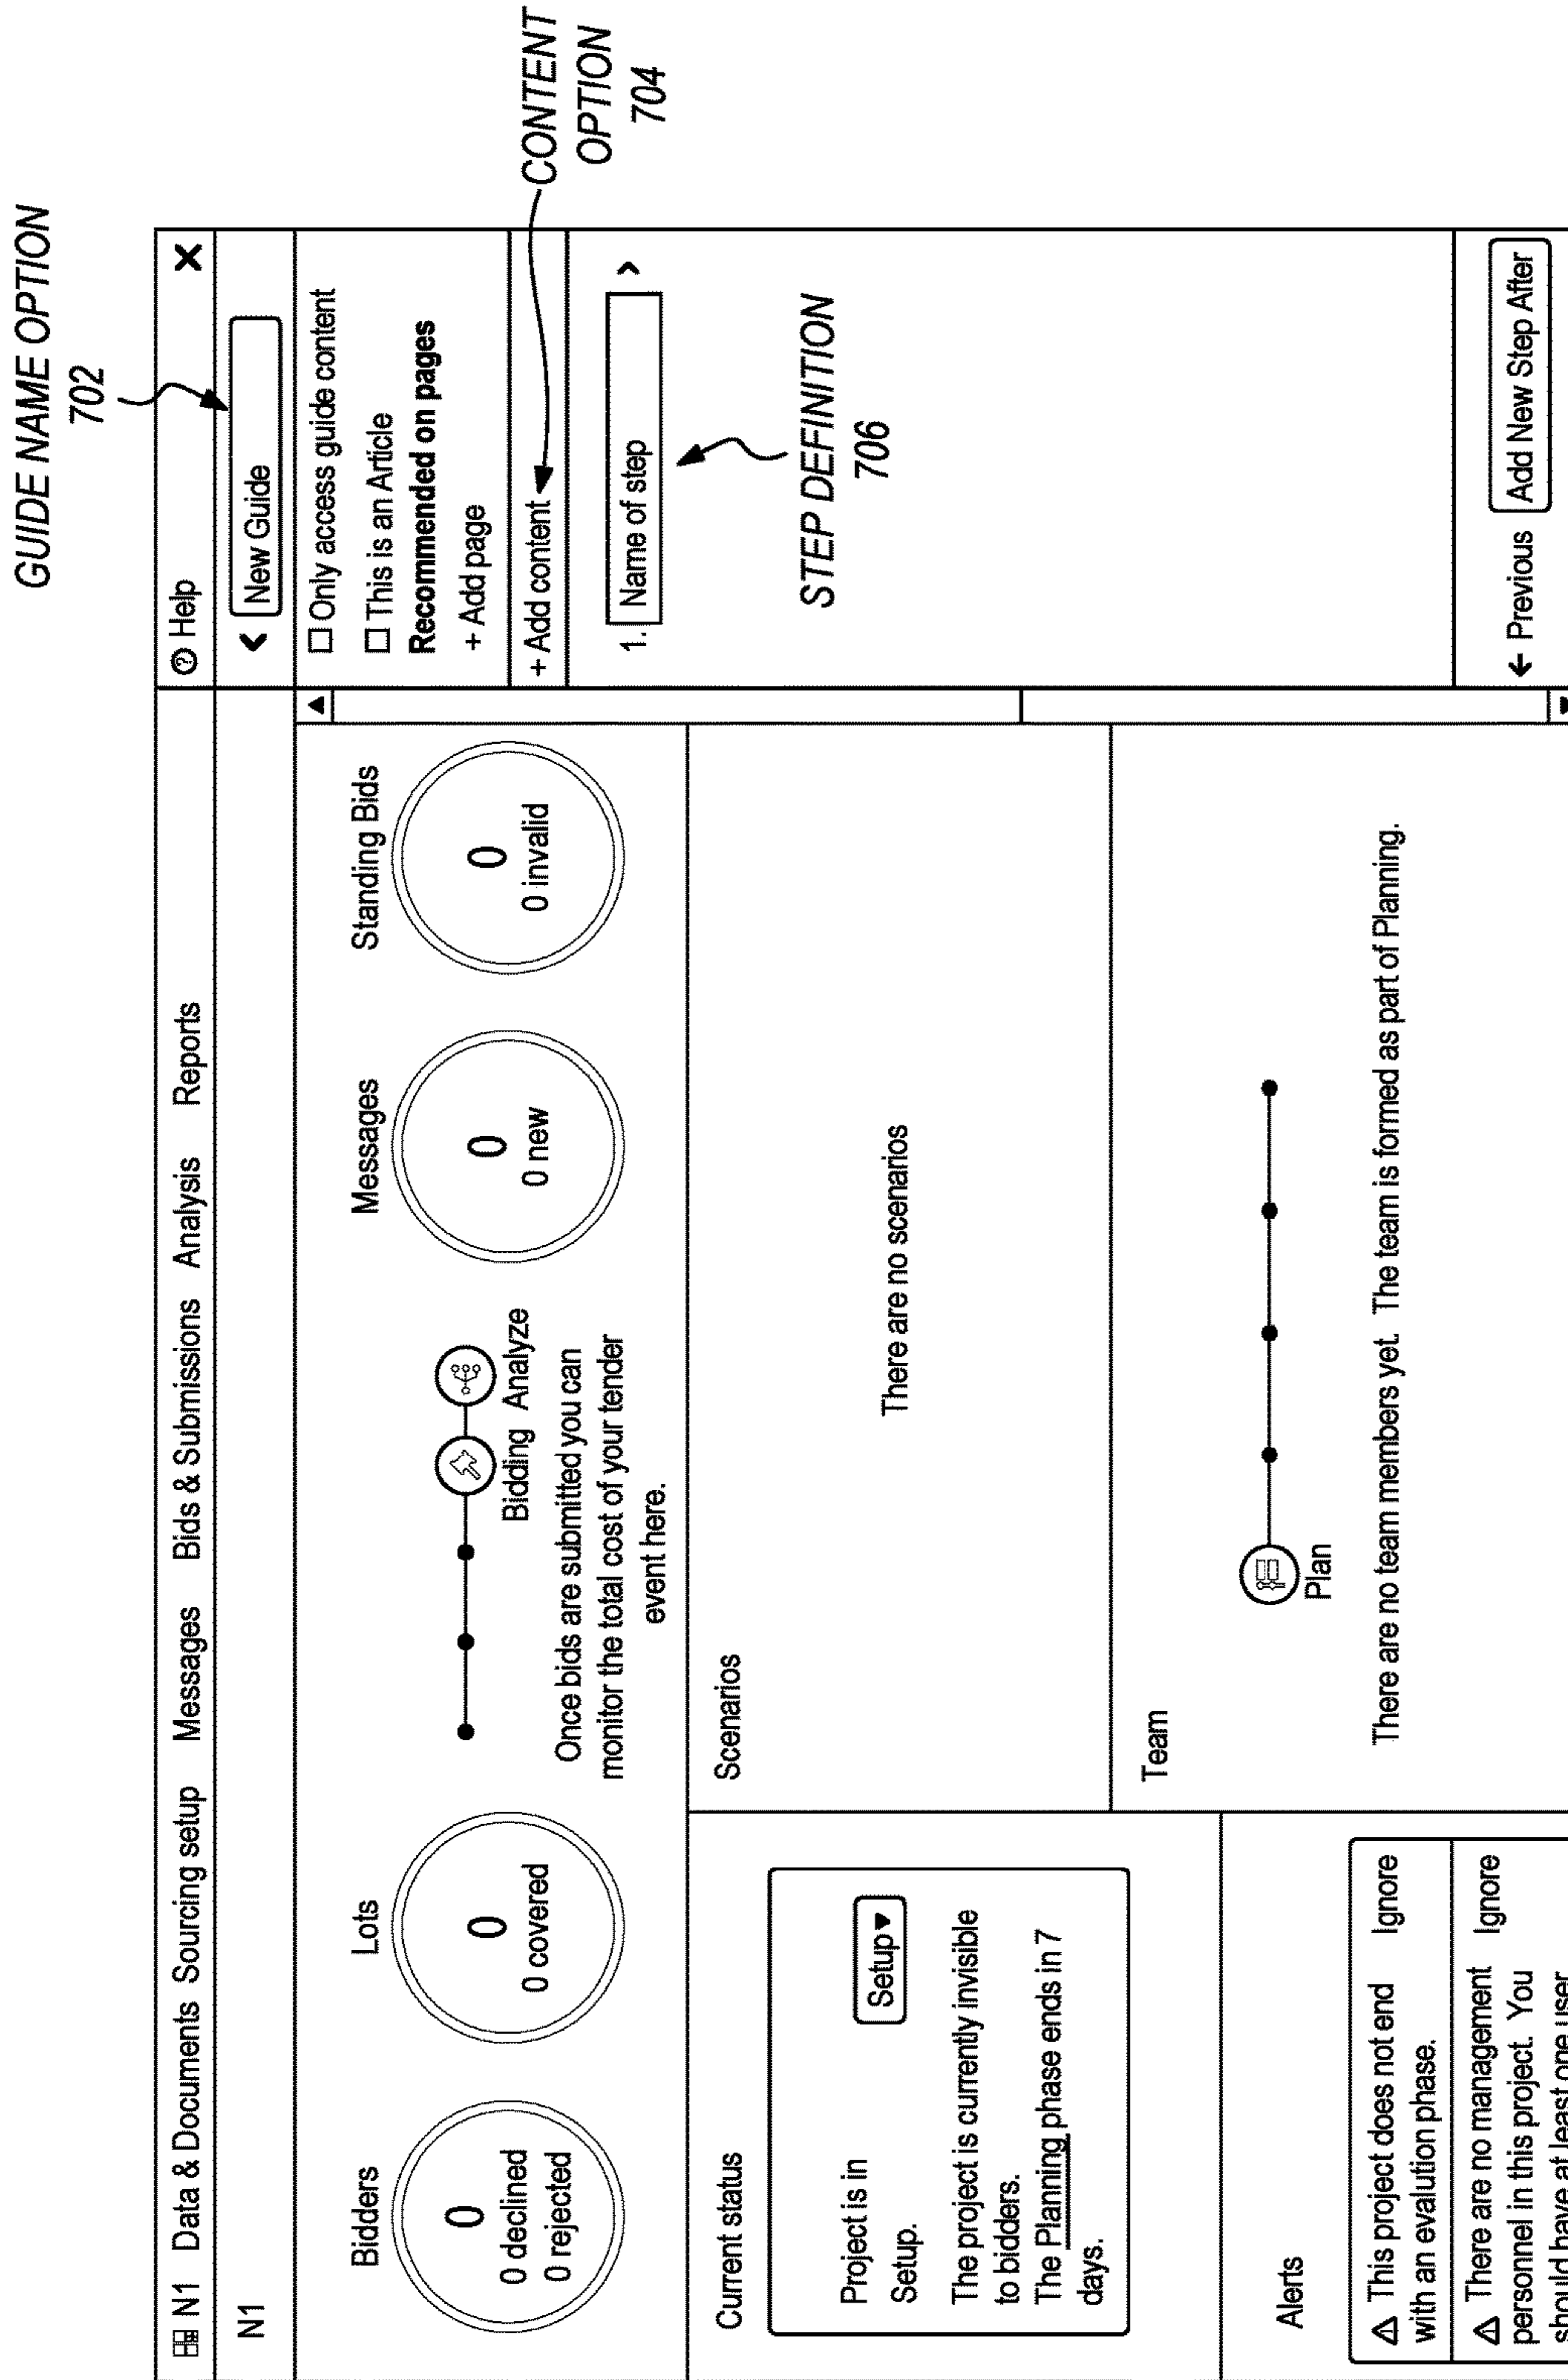 GUIDE NAME OPTION
702
N1 Data & Documents Sourcing setup Messages Bids & Submissions Analysis Reports
Help X
N1
New Guide
Bidders
0
0 declined
0 rejected
Lots
0
0 covered
Bidding Analyze
Once bids are submitted you can
monitor the total cost of your tender
event here.
Messages
0
0 new
Standing Bids
0
0 invalid
Only access guide content
This is an Article
Recommended on pages
+ Add page
+ Add content
CONTENT
OPTION
704
1. Name of step
STEP DEFINITION
706
Current status
Project is in
Setup.
Setup
The project is currently invisible
to bidders.
The Planning phase ends in 7
days.
Scenarios
There are no scenarios
Team
Plan
There are no team members yet. The team is formed as part of Planning.
Alerts
This project does not end Ignore
with an evalution phase.
There are no management Ignore
personnel in this project. You
should have at least one user
Previous Add New Step After